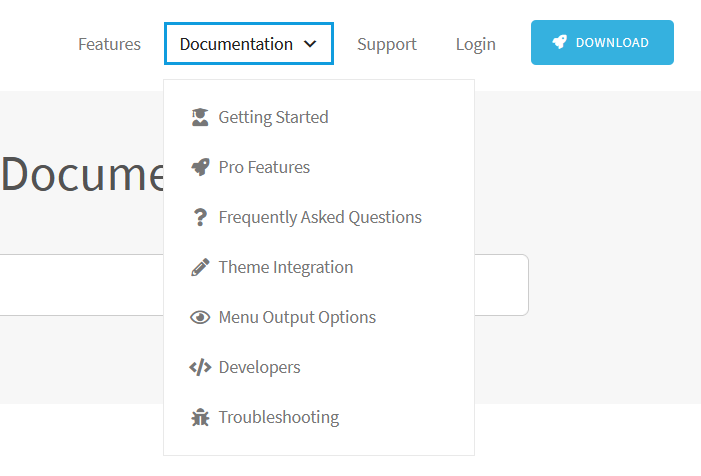 Features Documentation Support Login DOWNLOAD
Getting Started
Docume
Pro Features
Frequently Asked Questions
Theme Integration
Menu Output Options
Developers
Troubleshooting